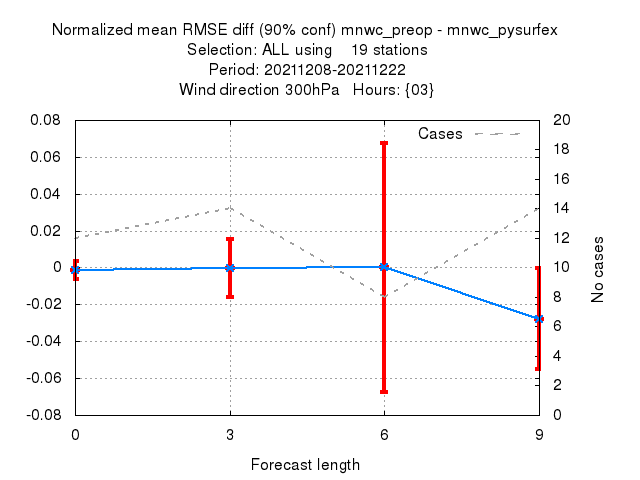 Normalized mean RMSE diff (90% conf) mnwc_preop - mnwc_pysurfex
Selection: ALL using    19 stations
Period: 20211208-20211222
Wind direction 300hPa   Hours: {03}
Cases
0.08
0.06
0.04
0.02
0
-0.02
-0.04
-0.06
-0.08
20
18
16
14
12
10
8
6
4
2
0
No cases
0 3 6 9
Forecast length